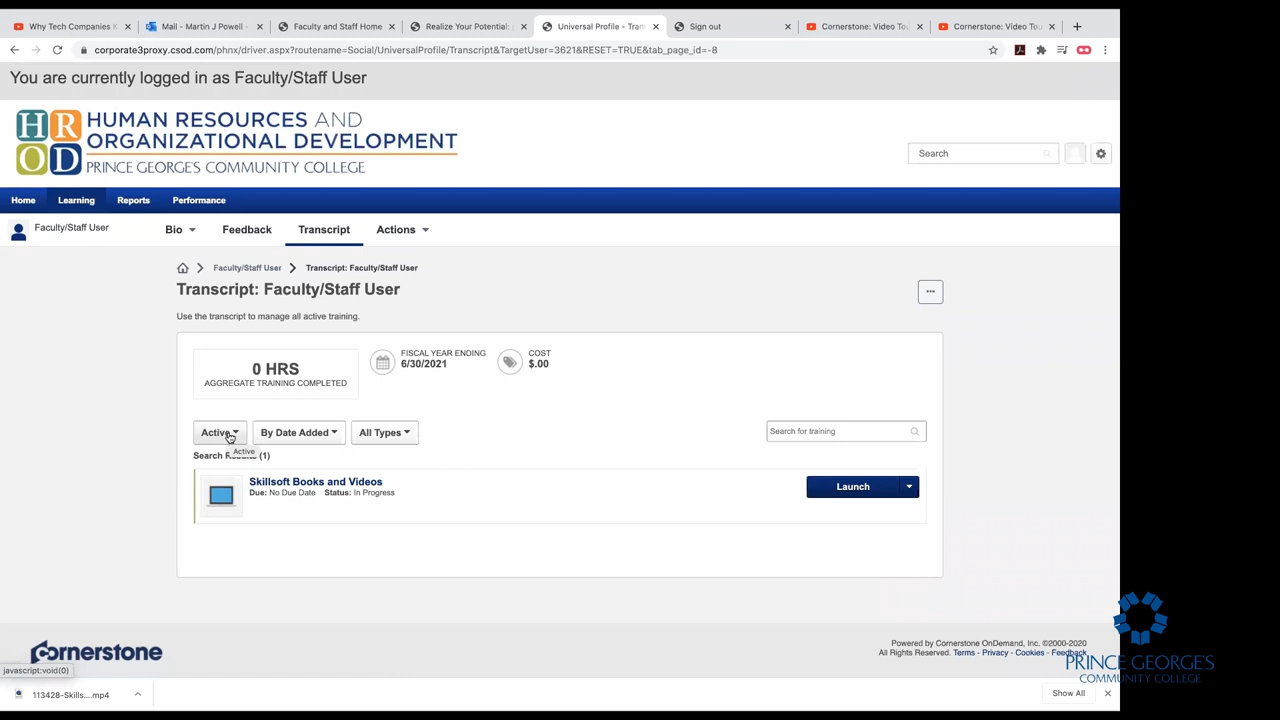 Why Tech Companies K
Mail - Martin J Powell -
Faculty and Staff Home
Realize Your Potential:
Universal Profile - Tran
Sign out
Cornerstone: Video Tou
Cornerstone: Video Tou
corporate3proxy.csod.com/phnx/driver.aspx?routename=Social/UniversalProfile/Transcript&TargetUser=3621&RESET=TRUE&tab_page_id=-8
You are currently logged in as Faculty/Staff User
HR
OD
HUMAN RESOURCES AND
ORGANIZATIONAL DEVELOPMENT
PRINCE GEORGE'S COMMUNITY COLLEGE
Search
Home Learning Reports Performance
Faculty/Staff User
Bio Feedback Transcript Actions
Faculty/Staff User Transcript: Faculty/Staff User
Transcript: Faculty/Staff User
...
Use the transcript to manage all active training.
0 HRS
AGGREGATE TRAINING COMPLETED
FISCAL YEAR ENDING
6/30/2021
COST
$.00
Active By Date Added All Types
Search for training
Active
Search Results (1)
Skillsoft Books and Videos
Due: No Due Date Status: In Progress
Launch
cornerstone
Powered by Cornerstone OnDemand, Inc. ©2000-2020
All Rights Reserved. Terms - Privacy - Cookies - Feedback
PRINCE GEORGE'S
COMMUNITY COLLEGE
javascript:void(0)
113428-Skills....mp4
Show All